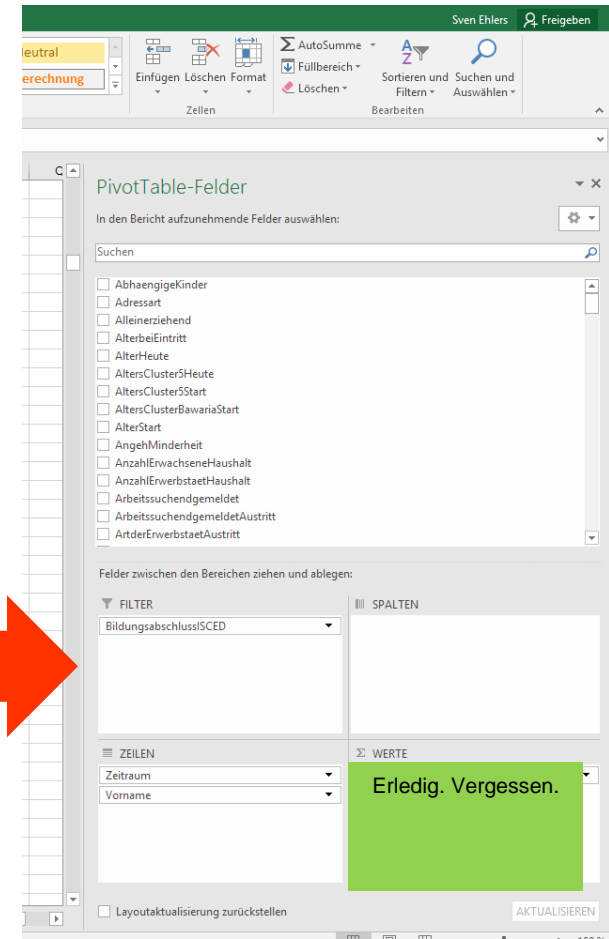 Sven Ehlers Freigeben
leutral
erechnung
Einfügen Löschen Format
Zellen
AutoSumme
Füllbereich
Löschen
Sortieren und Filtern
Suchen und Auswählen
Bearbeiten
PivotTable-Felder
In den Bericht aufzunehmende Felder auswählen:
Suchen
AbhaengigeKinder
Adressart
Alleinerziehend
AlterbeiEintritt
AlterHeute
AltersCluster5Heute
AltersCluster5Start
AltersClusterBawariaStart
AlterStart
AngehMinderheit
AnzahlErwachseneHaushalt
AnzahlErwerbstaetHaushalt
Arbeitssuchendgemeldet
ArbeitssuchendgemeldetAustritt
ArtderErwerbstaetAustritt
Felder zwischen den Bereichen ziehen und ablegen:
FILTER
BildungsabschlussISCED
SPALTEN
ZEILEN
Zeitraum
Vorname
Σ WERTE
Erledig. Vergessen.
Layoutaktualisierung zurückstellen
AKTUALISIEREN